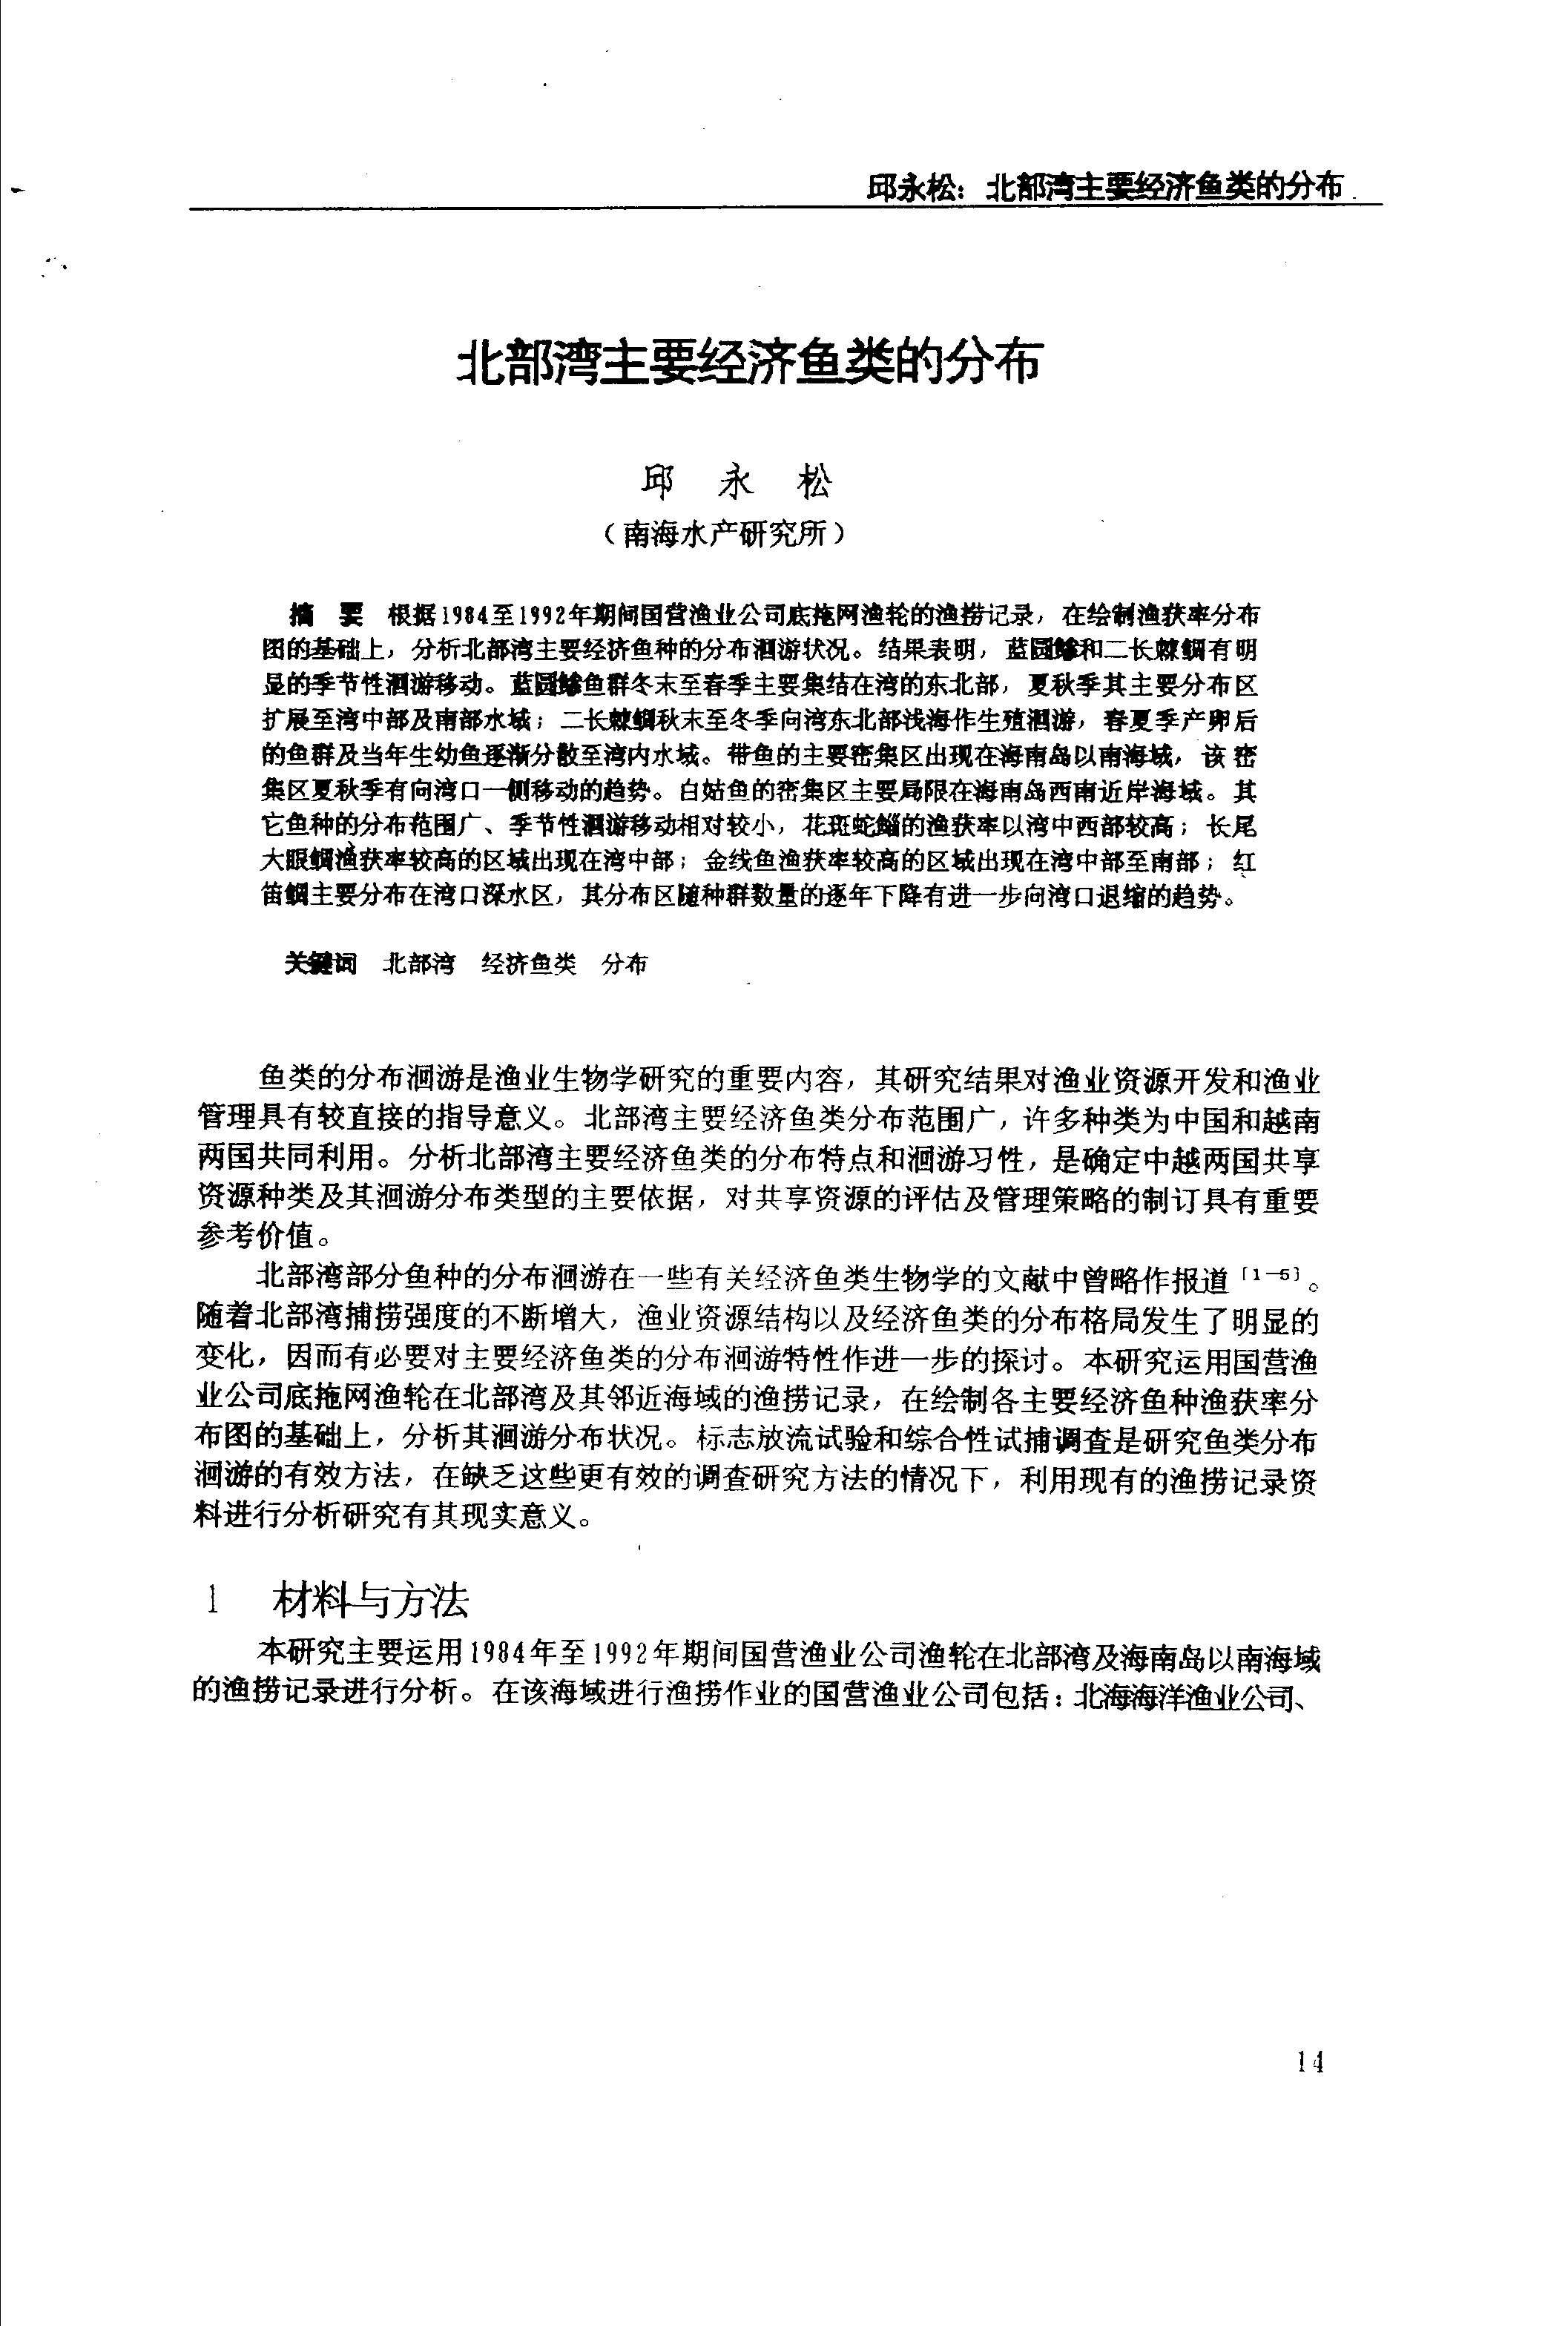 邱永松：北部湾主要经济鱼类的分布
北部湾主要经济鱼类的分布
邱 永 松
（南海水产研究所）
摘 要 根据1984至1992年期间国营渔业公司底拖网渔轮的渔捞记录，在绘制渔获率分布
图的基础上，分析北部湾主要经济鱼种的分布洄游状况。结果表明，蓝圆鲹和二长棘鲷有明
显的季节性洄游移动。蓝圆鲹鱼群冬末至春季主要集结在湾的东北部，夏秋季其主要分布区
扩展至湾中部及南部水域；二长棘鲷秋末至冬季向湾东北部浅海作生殖洄游，春夏季产卵后
的鱼群及当年生幼鱼逐渐分散至湾内水域。带鱼的主要密集区出现在海南岛以南海域，该密
集区夏秋季有向湾口一侧移动的趋势。白姑鱼的密集区主要局限在海南岛西南近岸海域。其
它鱼种的分布范围广、季节性洄游移动相对较小，花斑蛇鲻的渔获率以湾中西部较高；长尾
大眼鲷渔获率较高的区域出现在湾中部；金线鱼渔获率较高的区域出现在湾中部至南部；红
笛鲷主要分布在湾口深水区，其分布区随种群数量的逐年下降有进一步向湾口退缩的趋势。
关键词 北部湾 经济鱼类 分布
鱼类的分布洄游是渔业生物学研究的重要内容，其研究结果对渔业资源开发和渔业
管理具有较直接的指导意义。北部湾主要经济鱼类分布范围广，许多种类为中国和越南
两国共同利用。分析北部湾主要经济鱼类的分布特点和洄游习性，是确定中越两国共享
资源种类及其洄游分布类型的主要依据，对共享资源的评估及管理策略的制订具有重要
参考价值。
北部湾部分鱼种的分布洄游在一些有关经济鱼类生物学的文献中曾略作报道〔1—5〕。
随着北部湾捕捞强度的不断增大，渔业资源结构以及经济鱼类的分布格局发生了明显的
变化，因而有必要对主要经济鱼类的分布洄游特性作进一步的探讨。本研究运用国营渔
业公司底拖网渔轮在北部湾及其邻近海域的渔捞记录，在绘制各主要经济鱼种渔获率分
布图的基础上，分析其洄游分布状况。标志放流试验和综合性试捕调查是研究鱼类分布
洄游的有效方法，在缺乏这些更有效的调查研究方法的情况下，利用现有的渔捞记录资
料进行分析研究有其现实意义。
1 材料与方法
本研究主要运用1984年至1992年期间国营渔业公司渔轮在北部湾及海南岛以南海域
的渔捞记录进行分析。在该海域进行渔捞作业的国营渔业公司包括：北海海洋渔业公司、
14